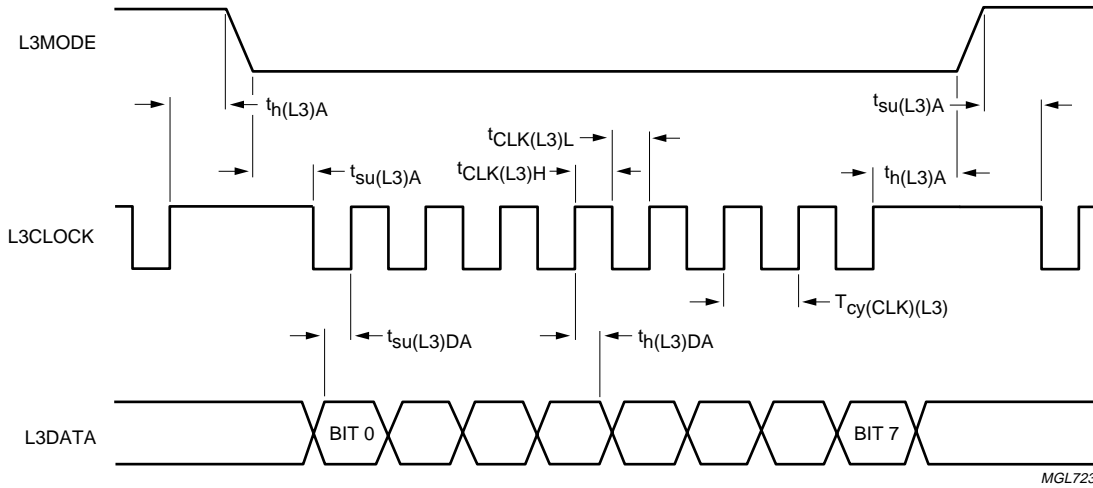 L3MODE
th(L3)A
tsu(L3)A
tCLK(L3)L
tCLK(L3)H
tsu(L3)A
th(L3)A
L3CLOCK
Tcy(CLK)(L3)
tsu(L3)DA
th(L3)DA
L3DATA
BIT 0
BIT 7
MGL723